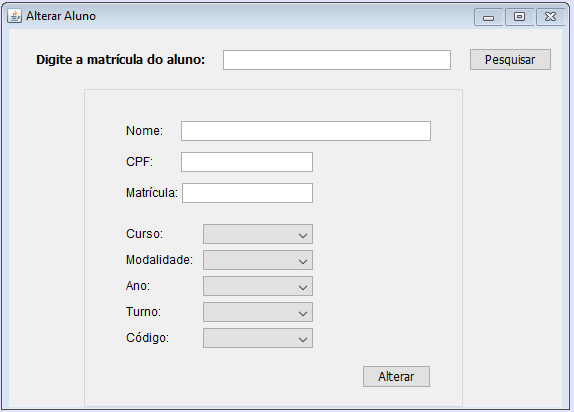 Alterar Aluno
Digite a matrícula do aluno: Pesquisar
Nome:
CPF:
Matrícula:
Curso:
Modalidade:
Ano:
Turno:
Código:
Alterar